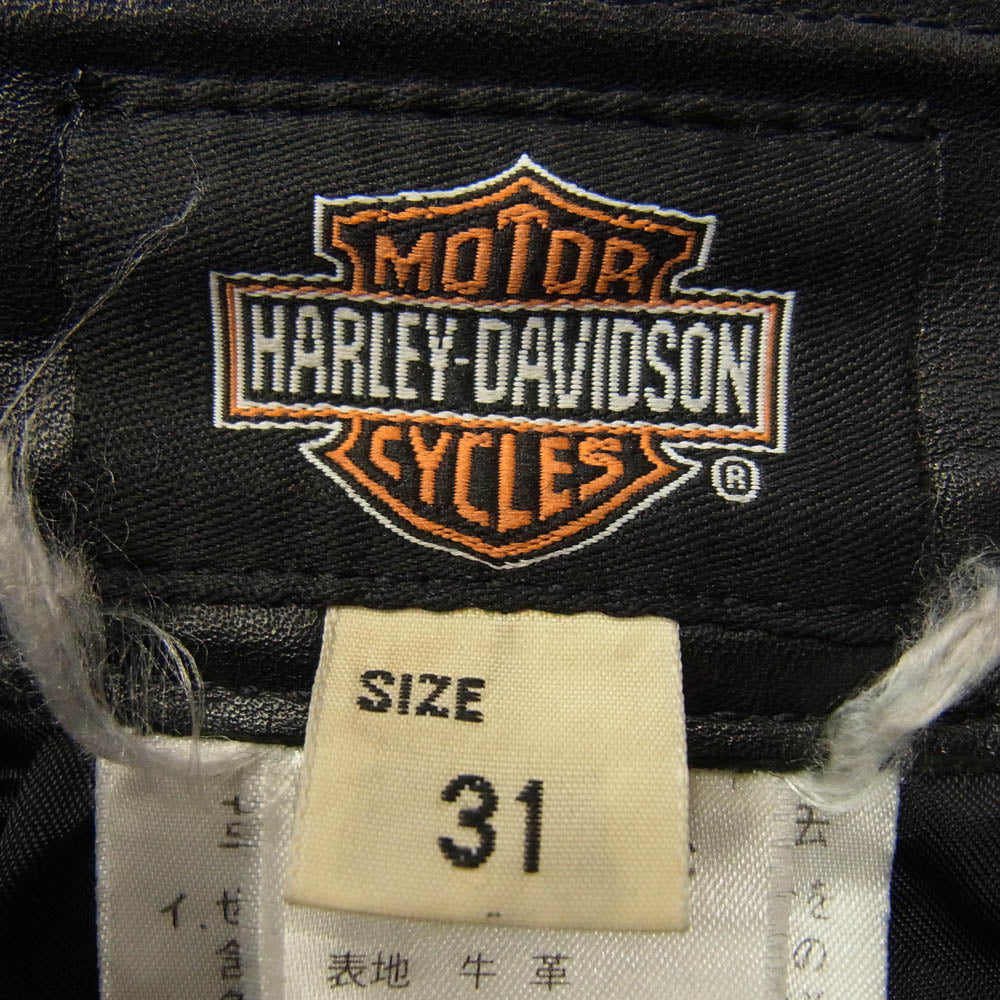 MOTOR
HARLEY-DAVIDSON
CYCLES
®
SIZE
31
表地 牛革